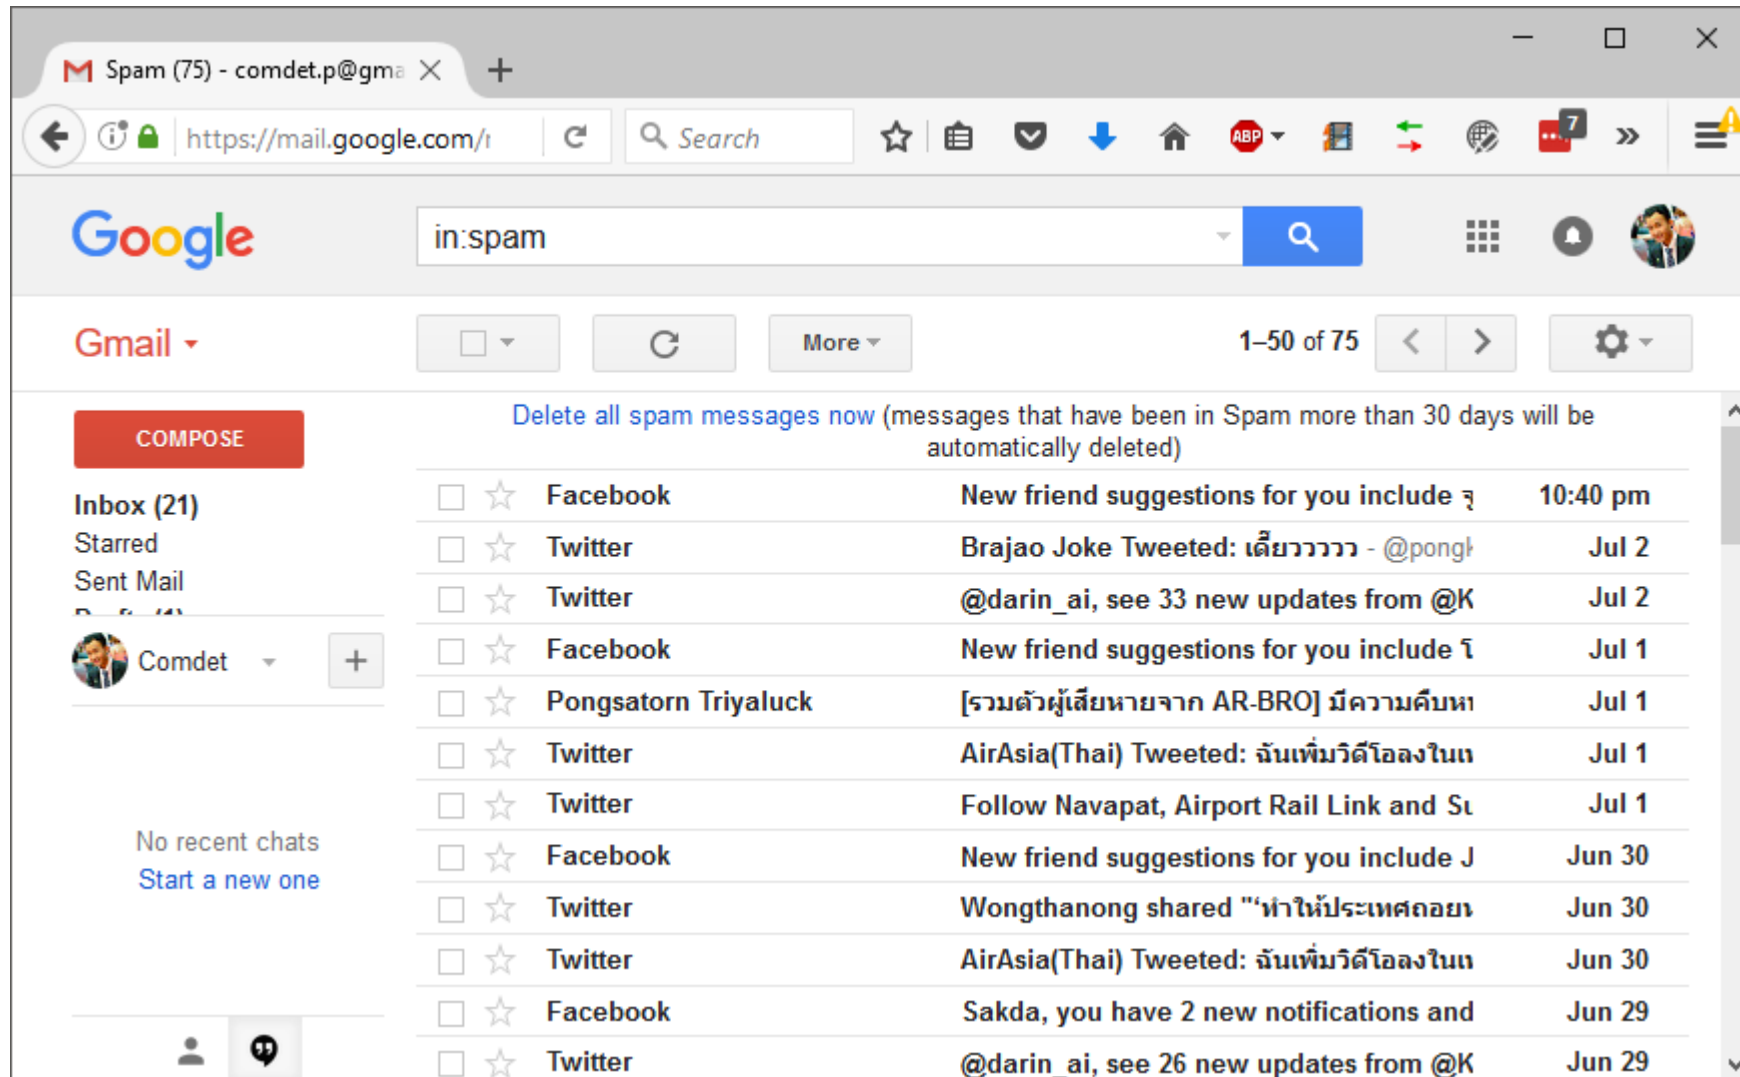 Spam (75) - comdet.p@gma
https://mail.google.com/
Search
ABP
7
Google
in:spam
Gmail
More
1–50 of 75
COMPOSE
Inbox (21)
Starred
Sent Mail
Comdet
No recent chats
Start a new one
Delete all spam messages now (messages that have been in Spam more than 30 days will be
automatically deleted)
Facebook New friend suggestions for you include 10:40 pm
Twitter Brajao Joke Tweeted: เดี๊ยววววว - @pong Jul 2
Twitter @darin_ai, see 33 new updates from @K Jul 2
Facebook New friend suggestions for you include โ Jul 1
Pongsatorn Triyaluck [รวมตัวผู้เสียหายจาก AR-BRO] มีความคืบห Jul 1
Twitter AirAsia(Thai) Tweeted: ฉันเพิ่มวิดีโอลงใน Jul 1
Twitter Follow Navapat, Airport Rail Link and Jul 1
Facebook New friend suggestions for you include J Jun 30
Twitter Wongthanong shared "‘ทำให้ประเทศถอย Jun 30
Twitter AirAsia(Thai) Tweeted: ฉันเพิ่มวิดีโอลงใน Jun 30
Facebook Sakda, you have 2 new notifications and Jun 29
Twitter @darin_ai, see 26 new updates from @K Jun 29